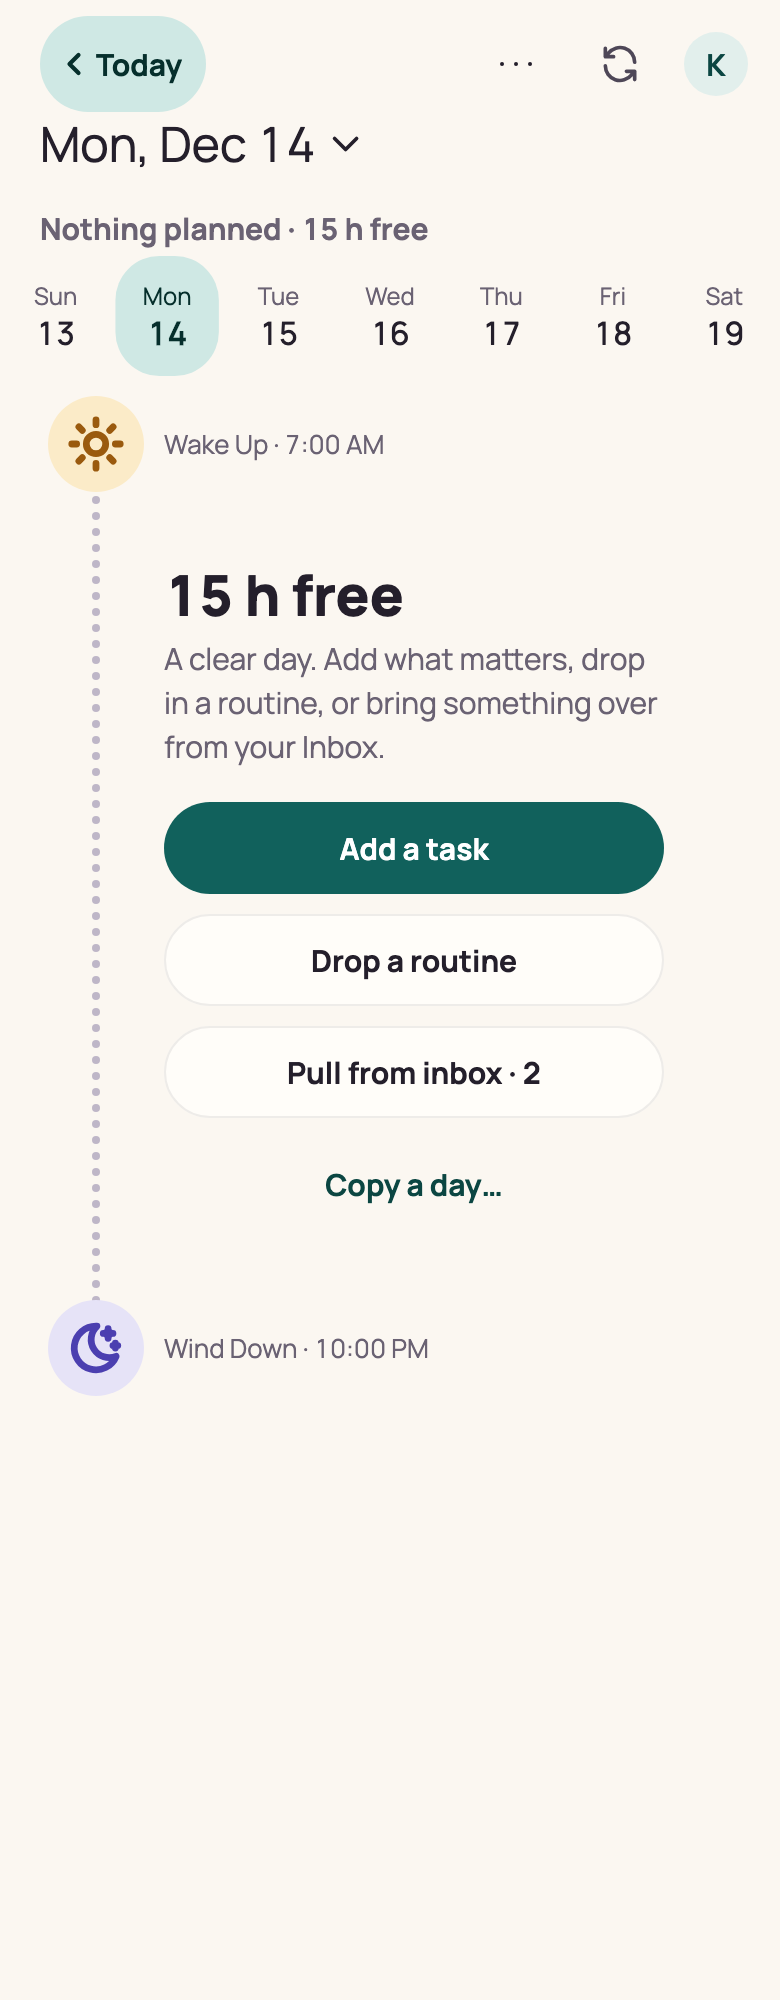 Today
...
K
Mon, Dec 14
Nothing planned · 15 h free
Sun Mon Tue Wed Thu Fri Sat
13 14 15 16 17 18 19
Wake Up · 7:00 AM
15 h free
A clear day. Add what matters, drop
in a routine, or bring something over
from your Inbox.
Add a task
Drop a routine
Pull from inbox · 2
Copy a day...
Wind Down · 10:00 PM